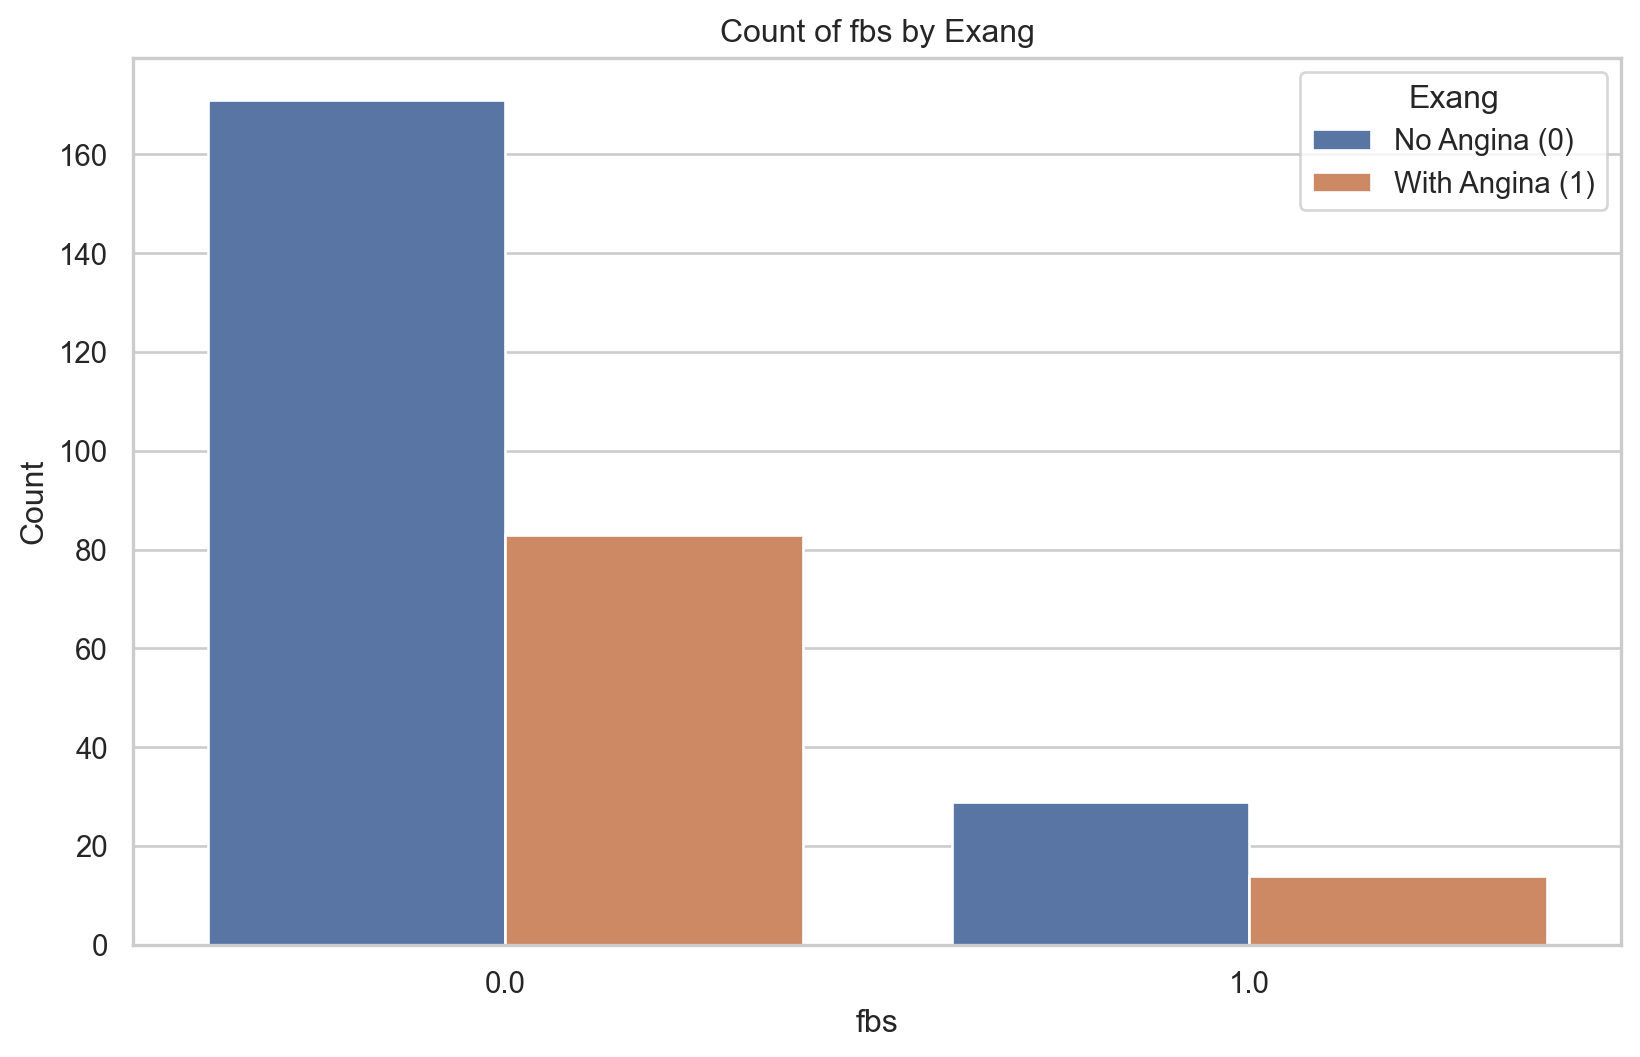 Count of fbs by Exang
Exang
No Angina (0)
With Angina (1)
160
140
120
100
80
60
40
20
0
Count
0.0
1.0
fbs